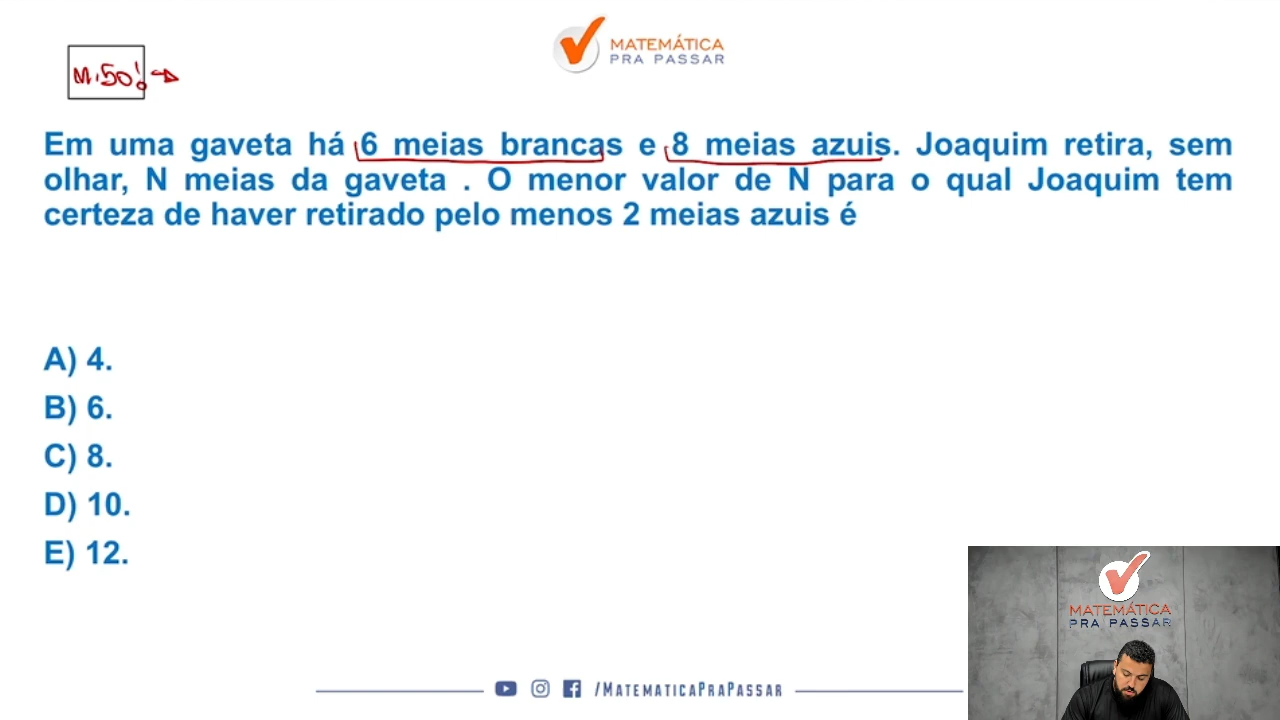 MATEMÁTICA
PRA PASSAR
Em uma gaveta há 6 meias brancas e 8 meias azuis. Joaquim retira, sem
olhar, N meias da gaveta . O menor valor de N para o qual Joaquim tem
certeza de haver retirado pelo menos 2 meias azuis é
A) 4.
B) 6.
C) 8.
D) 10.
E) 12.
MATEMÁTICA
PRA PASSAR
/MATEMATICAPRAPASSAR